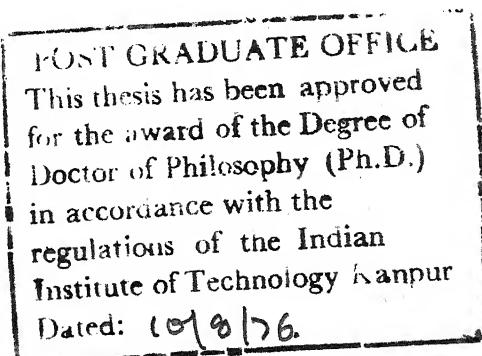 POST GRADUATE OFFICE
This thesis has been approved
for the award of the Degree of
Doctor of Philosophy (Ph.D.)
in accordance with the
regulations of the Indian
Institute of Technology Kanpur
Dated: 10/8/76.